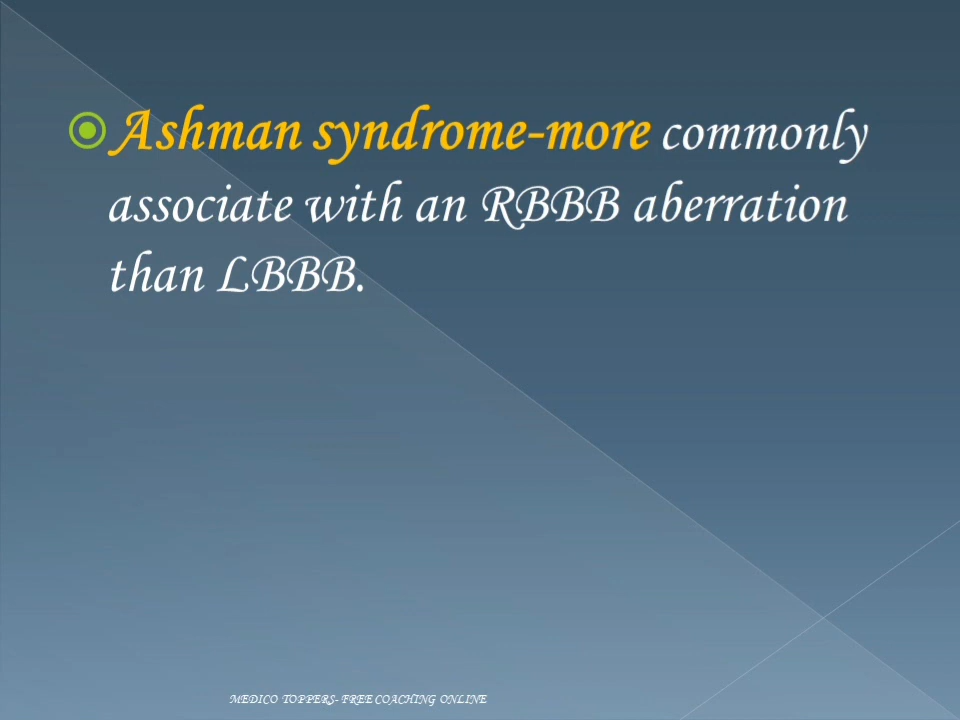 Ashman syndrome-more commonly
associate with an RBBB aberration
than LBBB.
MEDICO TOPPERS- FREE COACHING ONLINE